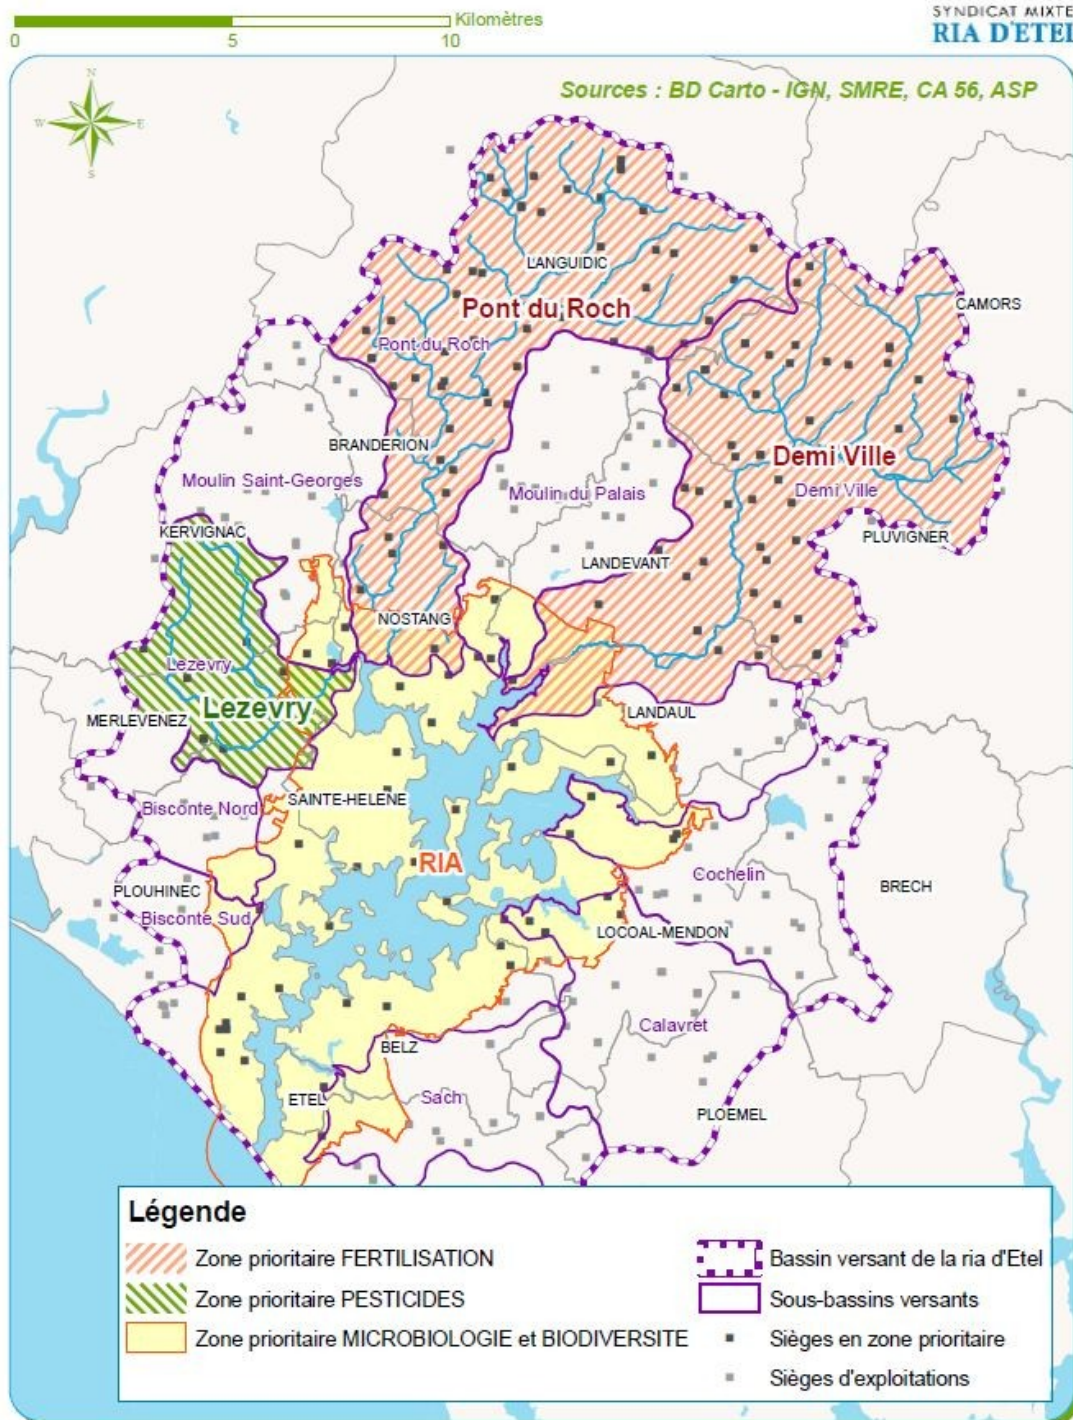 Kilomètres
0 5 10
SYNDICAT MIXTE
RIA D'ETEL
Sources : BD Carto - IGN, SMRE, CA 56, ASP
N
W E
S
LANGUIDIC
CAMORS
Pont du Roch
Pont du Roch
BRANDERION
Demi Ville
Demi Ville
Moulin Saint-Georges
Moulin du Palais
KERVIGNAC
PLUVIGNER
LANDEVANT
NOSTANG
Lezevry
Lezevry
MERLEVENEZ
LANDAUL
SAINTE-HELENE
Bisconte Nord
RIA
Cochelin
BRECH
PLOUHINEC
Bisconte Sud
LOCOAL-MENDON
Calavret
BELZ
ETEL
Sach
PLOEMEL
Légende
Zone prioritaire FERTILISATION
Zone prioritaire PESTICIDES
Zone prioritaire MICROBIOLOGIE et BIODIVERSITE
Bassin versant de la ria d'Etel
Sous-bassins versants
Sièges en zone prioritaire
Sièges d'exploitations